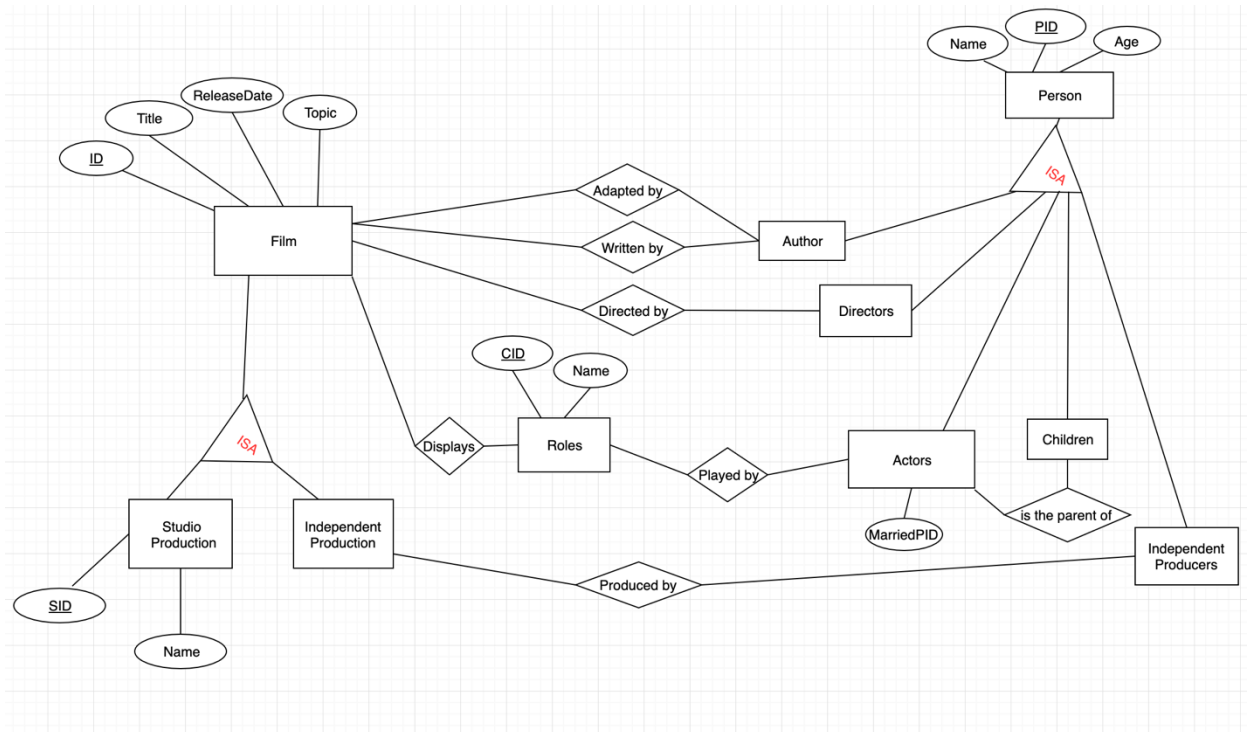 PID
Name
Age
ReleaseDate
Person
Title
Topic
ID
ISA
Adapted by
Film
Written by
Author
Directed by
Directors
CID
Name
ISA
Displays
Roles
Children
Played by
Actors
Studio
Production
Independent
Production
is the parent of
MarriedPID
Independent
Producers
Produced by
SID
Name